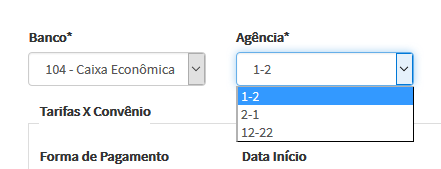 Banco* Agência*
104 - Caixa Econômica 1-2
1-2
2-1
12-22
Tarifas X Convênio
Forma de Pagamento Data Início